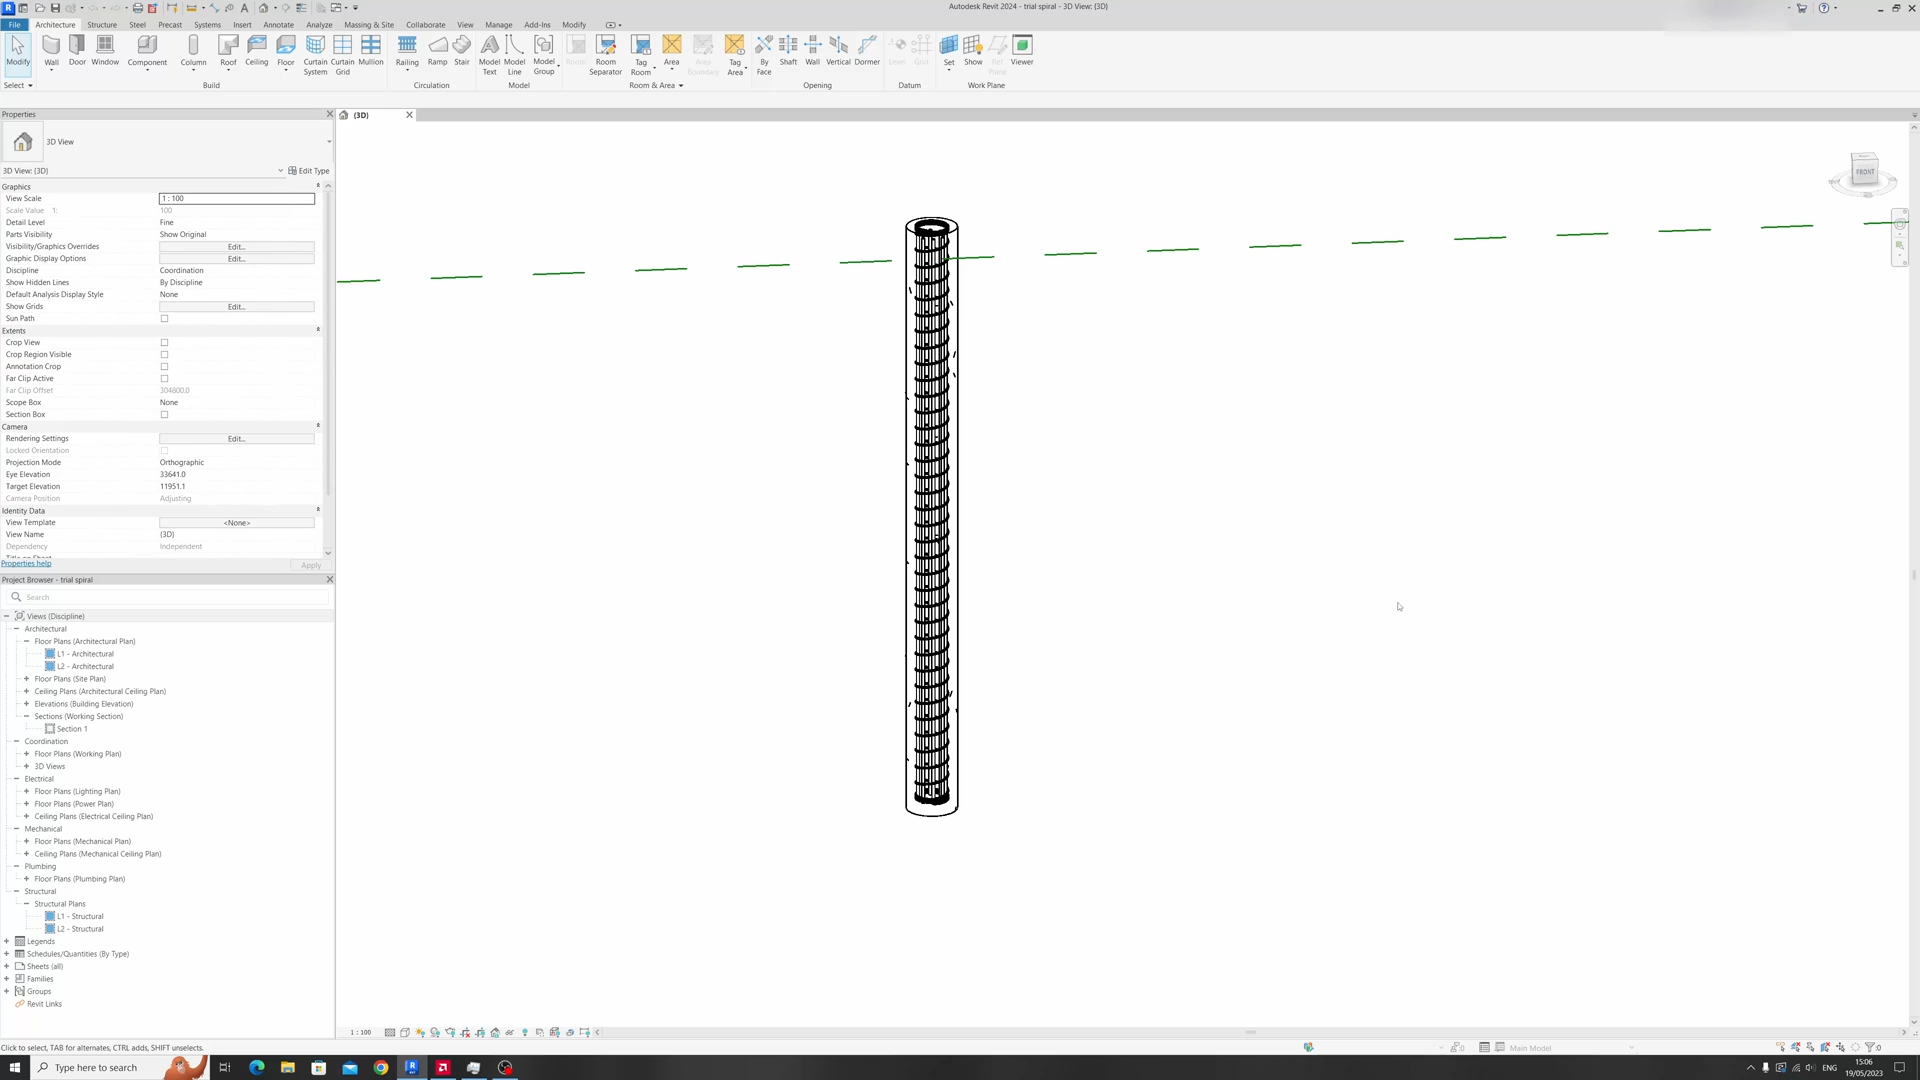 Autodesk Revit 2024 - trial spiral - 3D View: {3D}
File Architecture Structure Steel Precast Systems Insert Annotate Analyze Massing & Site Collaborate View Manage Add-Ins Modify
Modify Wall Door Window Component Column Roof Ceiling Floor Curtain System Curtain Grid Mullion Railing Ramp Stair Model Text Model Line Model Group Room Room Separator Tag Room Area Area Boundary Tag Area By Face Shaft Wall Vertical Dormer Level Grid Set Show Ref Plane Viewer
Select Build Circulation Model Room & Area Opening Datum Work Plane
Properties
{3D}
3D View
3D View: {3D} Edit Type
Graphics
View Scale 1 : 100
Scale Value 1: 100
Detail Level Fine
Parts Visibility Show Original
Visibility/Graphics Overrides Edit...
Graphic Display Options Edit...
Discipline Coordination
Show Hidden Lines By Discipline
Default Analysis Display Style None
Show Grids Edit...
Sun Path
Extents
Crop View
Crop Region Visible
Annotation Crop
Far Clip Active
Far Clip Offset 304800.0
Scope Box None
Section Box
Camera
Rendering Settings Edit...
Locked Orientation
Projection Mode Orthographic
Eye Elevation 33641.0
Target Elevation 11951.1
Camera Position Adjusting
Identity Data
View Template <None>
View Name {3D}
Dependency Independent
Title on Sheet
Properties help Apply
Project Browser - trial spiral
Search
Views (Discipline)
Architectural
Floor Plans (Architectural Plan)
L1 - Architectural
L2 - Architectural
Floor Plans (Site Plan)
Ceiling Plans (Architectural Ceiling Plan)
Elevations (Building Elevation)
Sections (Working Section)
Section 1
Coordination
Floor Plans (Working Plan)
3D Views
Electrical
Floor Plans (Lighting Plan)
Floor Plans (Power Plan)
Ceiling Plans (Electrical Ceiling Plan)
Mechanical
Floor Plans (Mechanical Plan)
Ceiling Plans (Mechanical Ceiling Plan)
Plumbing
Floor Plans (Plumbing Plan)
Structural
Structural Plans
L1 - Structural
L2 - Structural
Legends
Schedules/Quantities (By Type)
Sheets (all)
Families
Groups
Revit Links
FRONT
1 : 100
Click to select, TAB for alternates, CTRL adds, SHIFT unselects.
:0 Main Model :0
Type here to search
ENG
15:06
19/05/2023